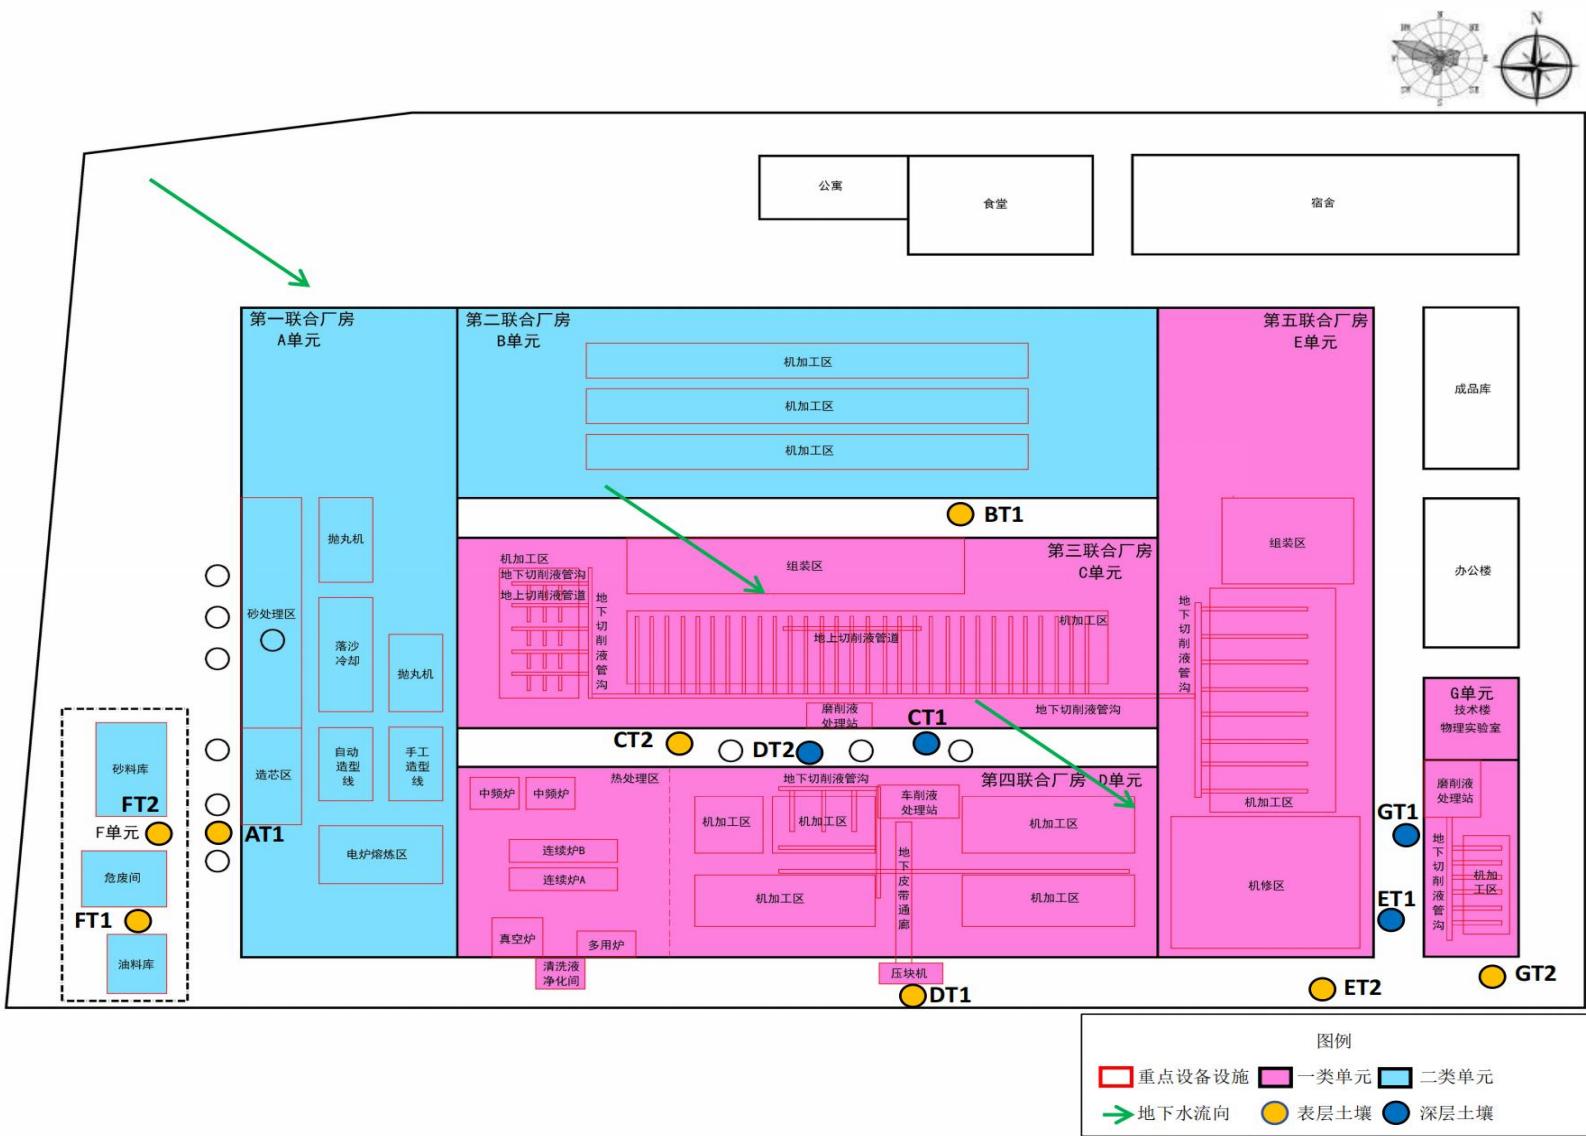 N
NW
NE
W
E
SW
SE
S
N
公寓
食堂
宿舍
第一联合厂房
A单元
第二联合厂房
B单元
第五联合厂房
E单元
机加工区
机加工区
机加工区
成品库
BT1
抛丸机
砂处理区
落沙
冷却
抛丸机
机加工区
地下切削液管沟
地上切削液管道
地下切削液管沟
组装区
第三联合厂房
C单元
机加工区
地上切削液管道
地下切削液管沟
磨削液
处理站
组装区
地下切削液管沟
机加工区
办公楼
G单元
技术楼
物理实验室
CT2
DT2
CT1
砂料库
FT2
F单元
AT1
危废间
FT1
油料库
造芯区
自动
造型
线
手工
造型
线
电炉熔炼区
中频炉
中频炉
热处理区
地下切削液管沟
第四联合厂房 D单元
车削液
处理站
机加工区
机加工区
机加工区
连续炉B
连续炉A
地下皮带通廊
机加工区
机加工区
真空炉
多用炉
清洗液
净化间
压块机
DT1
机修区
GT1
ET1
ET2
磨削液
处理站
地下切削液管沟
机加
工区
GT2
图例
重点设备设施
一类单元
二类单元
地下水流向
表层土壤
深层土壤